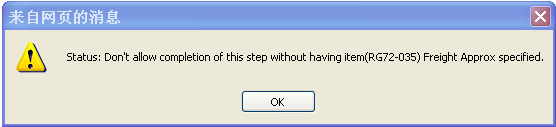 来自网页的消息
Status: Don't allow completion of this step without having item(RG72-035) Freight Approx specified.
OK